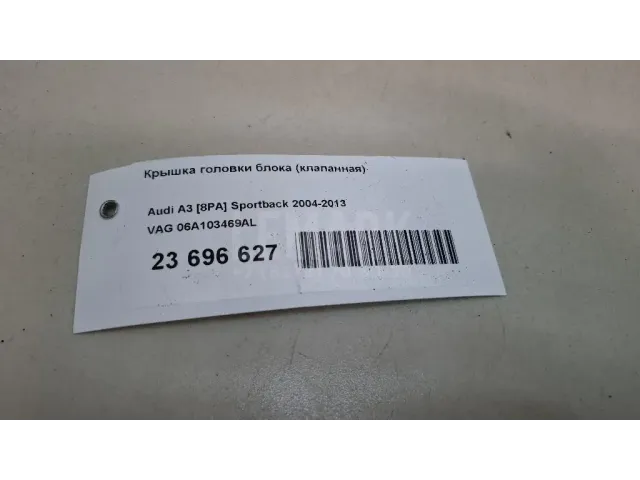 Крышка головки блока (клапанная)
Audi A3 [8PA] Sportback 2004-2013
VAG 06A103469AL
23 696 627